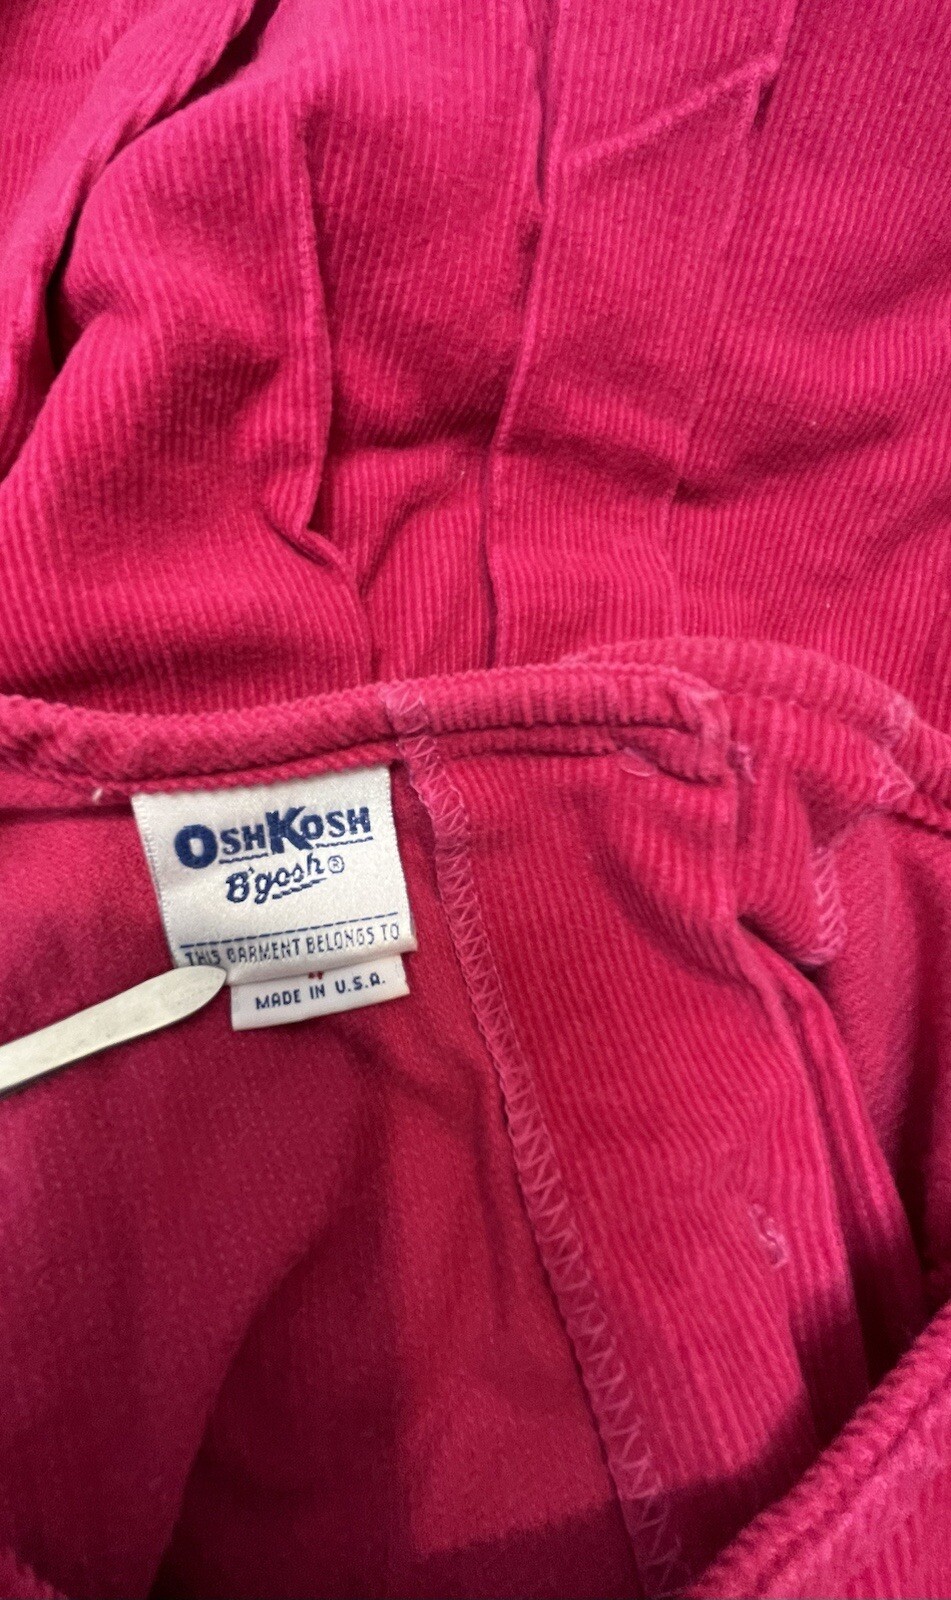 OSHKOSH
B'gosh®
THIS GARMENT BELONGS TO
MADE IN U.S.A.